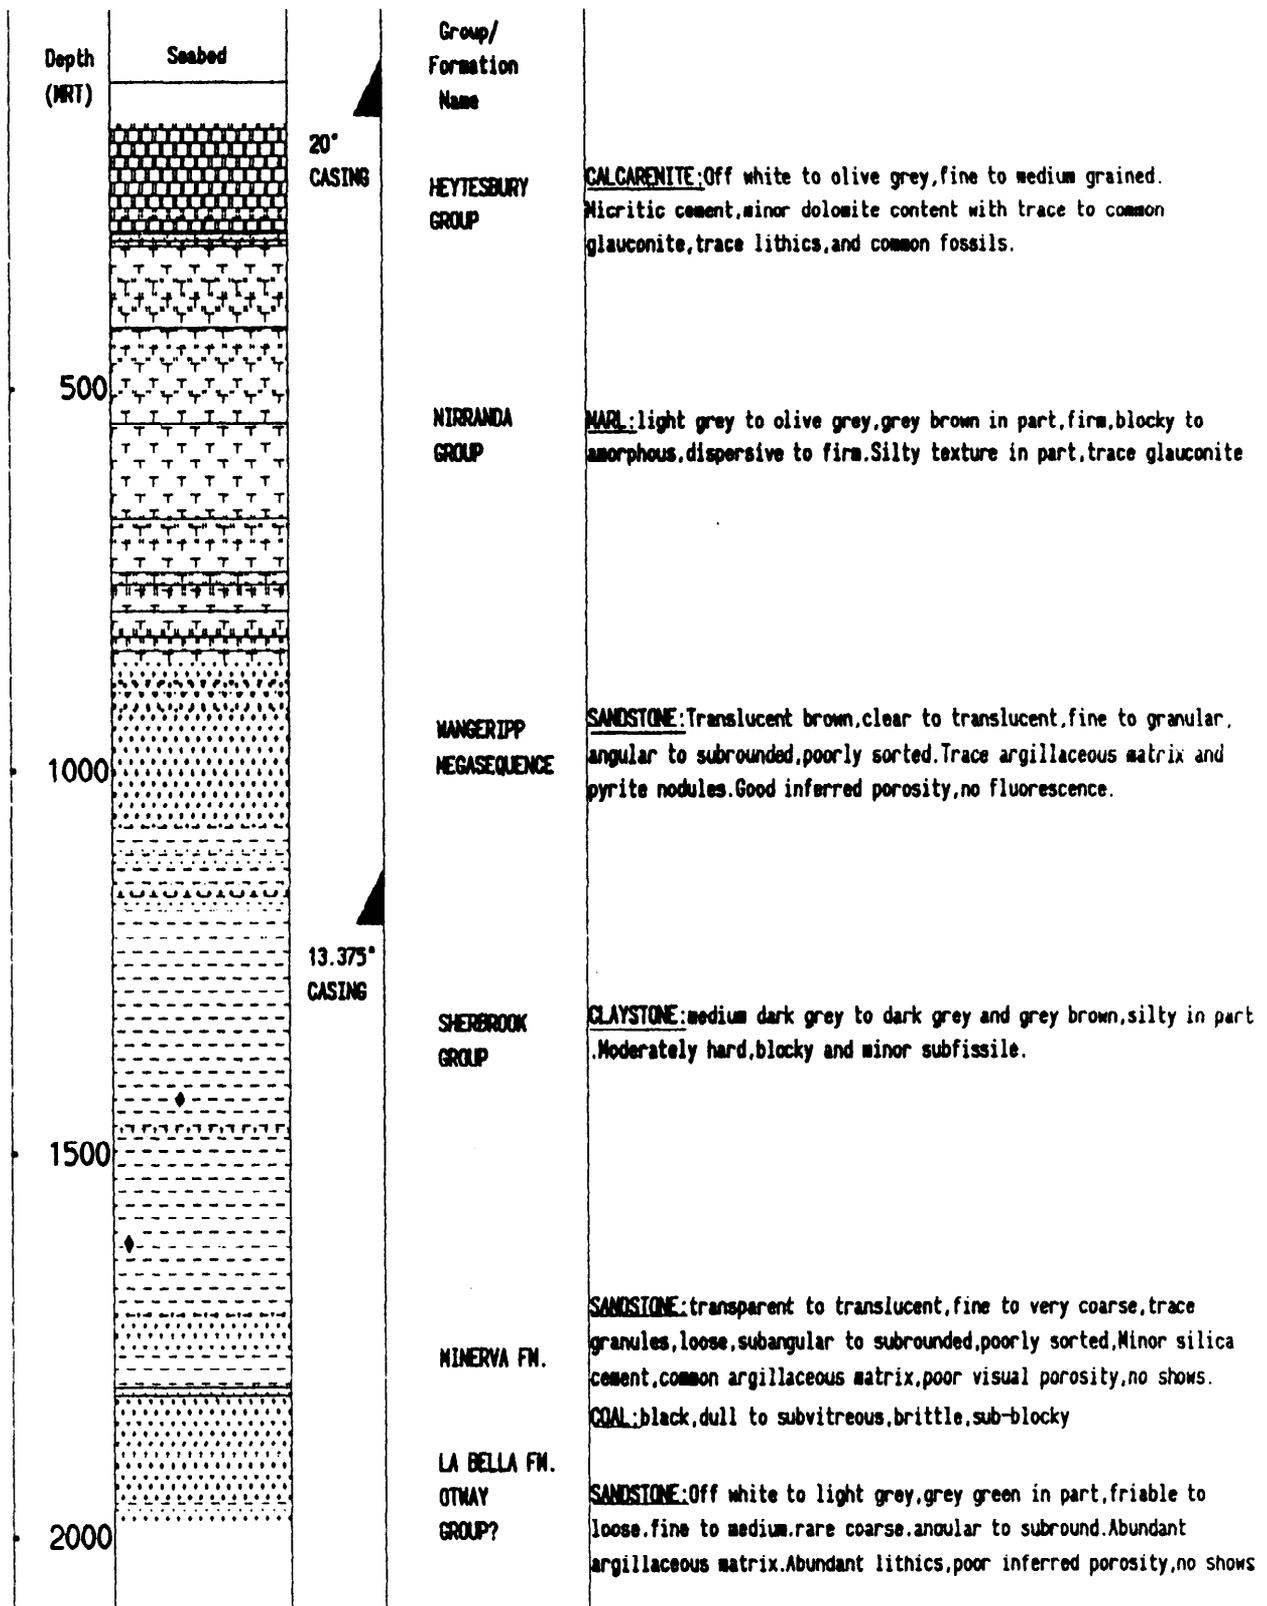 Depth
(MRT)
Seabed
Group/
Formation
Name
20"
CASING
HEYTESBURY
GROUP
CALCARENITE:Off white to olive grey,fine to medium grained.
Micritic cement,minor dolomite content with trace to common
glauconite,trace lithics,and common fossils.
500
NIRRANDA
GROUP
MARL:light grey to olive grey,grey brown in part,firm,blocky to
amorphous,dispersive to firm.Silty texture in part,trace glauconite
WANGERIPP
MEGASEQUENCE
SANDSTONE:Translucent brown,clear to translucent,fine to granular,
angular to subrounded,poorly sorted.Trace argillaceous matrix and
pyrite nodules.Good inferred porosity,no fluorescence.
1000
13.375"
CASING
SHERBROOK
GROUP
CLAYSTONE:medium dark grey to dark grey and grey brown,silty in part
.Moderately hard,blocky and minor subfissile.
1500
MINERVA FM.
SANDSTONE:transparent to translucent,fine to very coarse,trace
granules,loose,subangular to subrounded,poorly sorted,Minor silica
cement,common argillaceous matrix,poor visual porosity,no shows.
COAL:black,dull to subvitreous,brittle,sub-blocky
LA BELLA FM.
OTWAY
GROUP?
SANDSTONE:Off white to light grey,grey green in part,friable to
loose.fine to medium.rare coarse.angular to subround.Abundant
argillaceous matrix.Abundant lithics,poor inferred porosity,no shows
2000